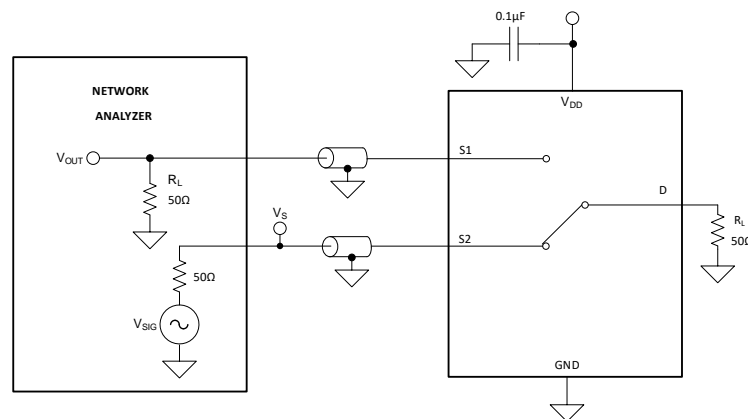 0.1µF
V_DD
NETWORK
ANALYZER
V_OUT
R_L
50Ω
S1
V_S
D
R_L
50Ω
S2
50Ω
V_SIG
GND